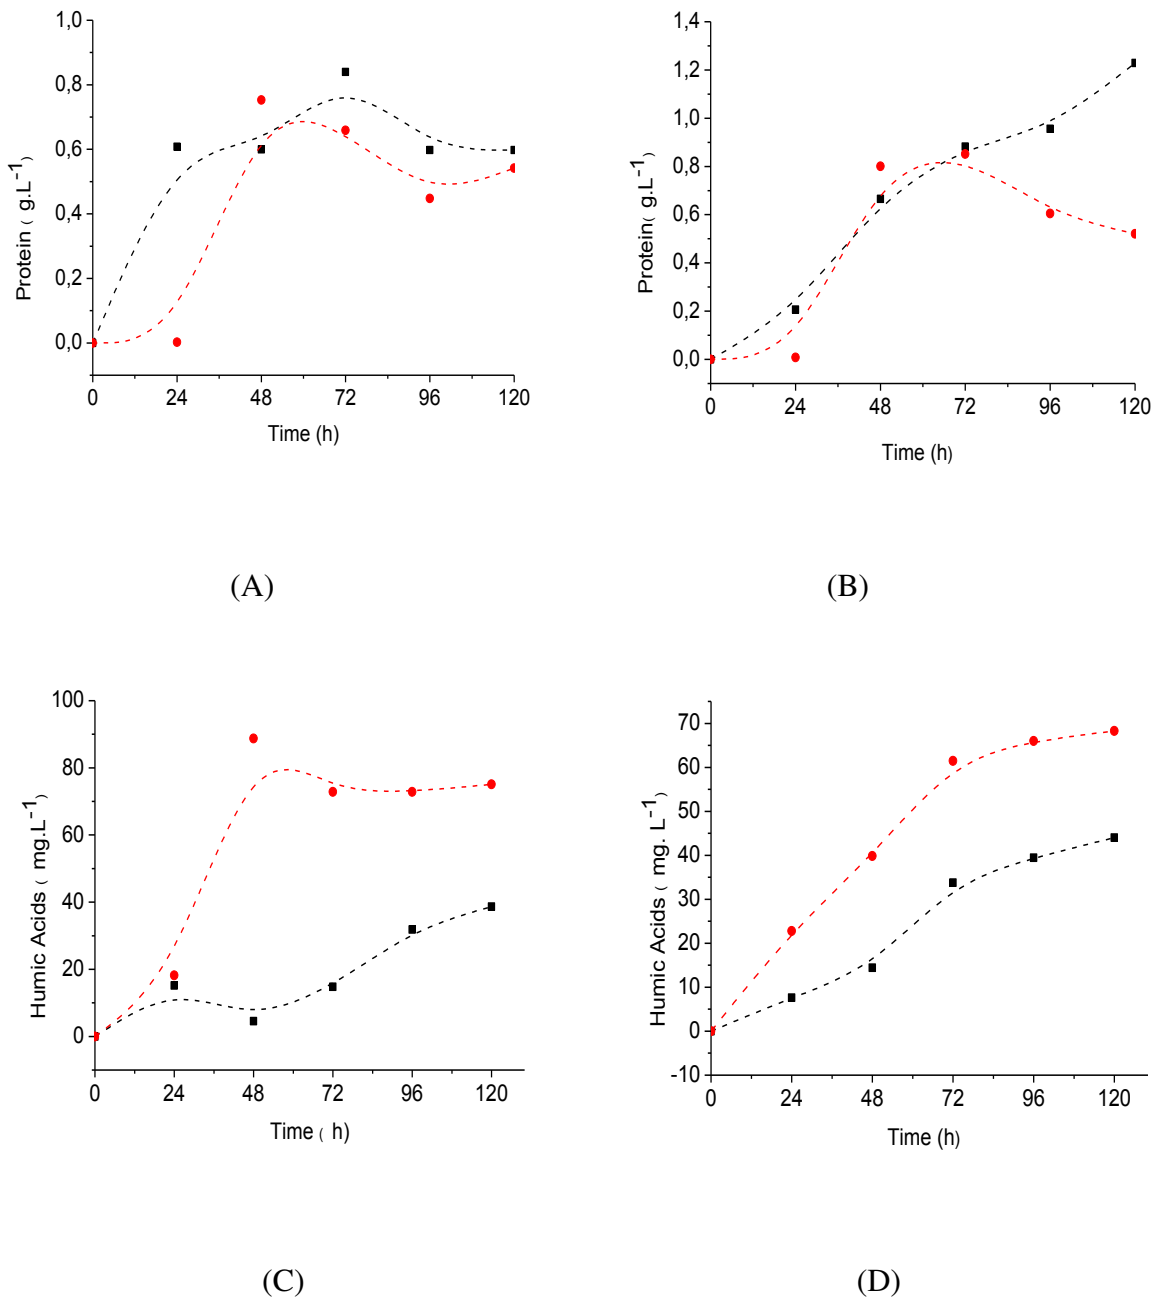 1,0
0,8
0,6
0,4
0,2
0,0
Protein ( g.L⁻¹)
0 24 48 72 96 120
Time (h)
1,4
1,2
1,0
0,8
0,6
0,4
0,2
0,0
Protein( g.L⁻¹)
0 24 48 72 96 120
Time (h)
(A)
(B)
100
80
60
40
20
0
Humic Acids ( mg.L⁻¹)
0 24 48 72 96 120
Time ( h)
70
60
50
40
30
20
10
0
-10
Humic Acids ( mg. L⁻¹)
0 24 48 72 96 120
Time (h)
(C)
(D)